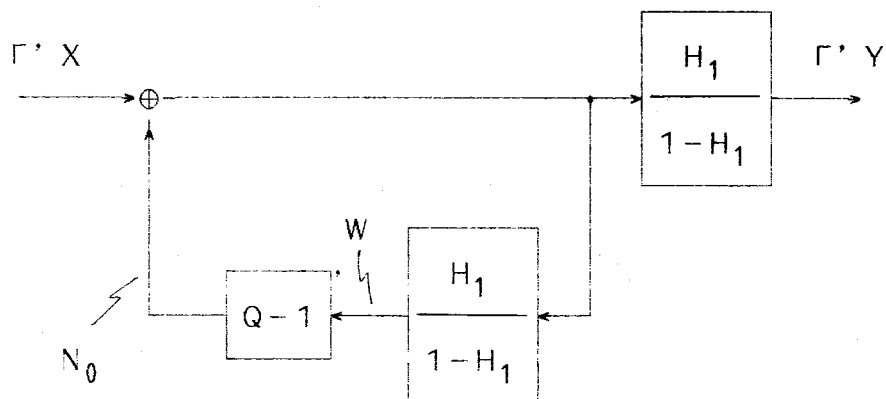 Γ' X
H₁
1 - H₁
Γ' Y
W
Q - 1
H₁
1 - H₁
N₀